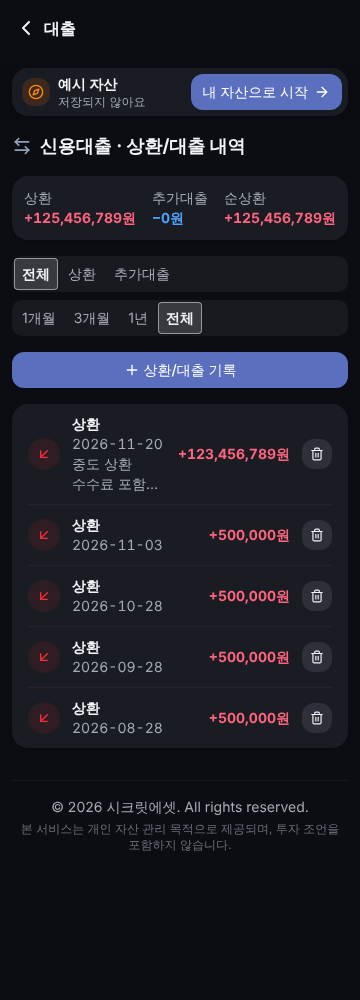 대출
예시 자산
저장되지 않아요
내 자산으로 시작
신용대출 · 상환/대출 내역
상환 추가대출 순상환
+125,456,789원 −0원 +125,456,789원
전체 상환 추가대출
1개월 3개월 1년 전체
+ 상환/대출 기록
상환
2026-11-20
중도 상환
수수료 포함...
+123,456,789원
상환
2026-11-03
+500,000원
상환
2026-10-28
+500,000원
상환
2026-09-28
+500,000원
상환
2026-08-28
+500,000원
© 2026 시크릿에셋. All rights reserved.
본 서비스는 개인 자산 관리 목적으로 제공되며, 투자 조언을
포함하지 않습니다.